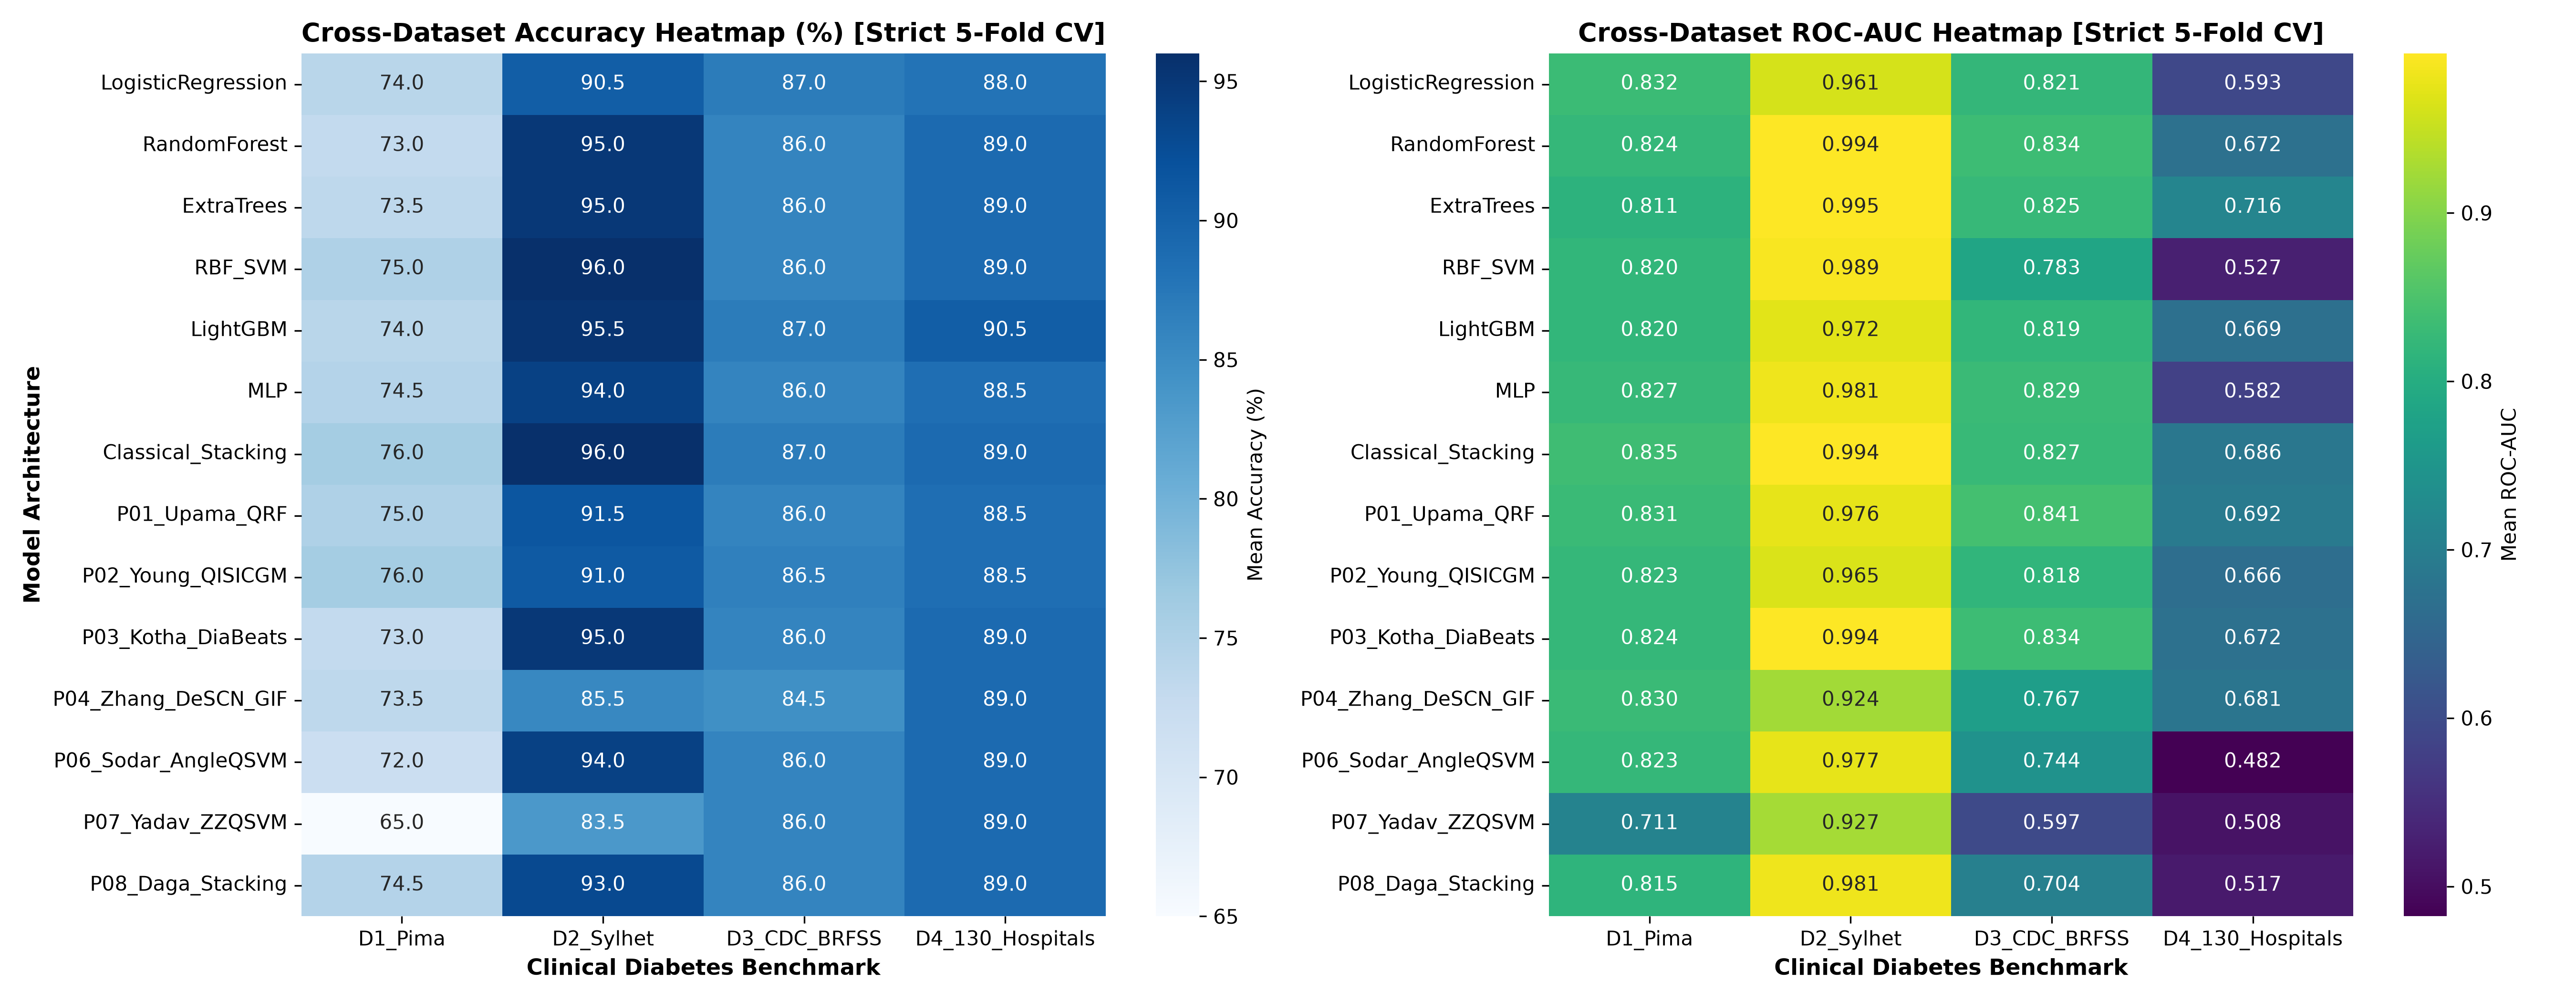 Cross-Dataset Accuracy Heatmap (%) [Strict 5-Fold CV]
Model Architecture
LogisticRegression 74.0 90.5 87.0 88.0
RandomForest 73.0 95.0 86.0 89.0
ExtraTrees 73.5 95.0 86.0 89.0
RBF_SVM 75.0 96.0 86.0 89.0
LightGBM 74.0 95.5 87.0 90.5
MLP 74.5 94.0 86.0 88.5
Classical_Stacking 76.0 96.0 87.0 89.0
P01_Upama_QRF 75.0 91.5 86.0 88.5
P02_Young_QISICGM 76.0 91.0 86.5 88.5
P03_Kotha_DiaBeats 73.0 95.0 86.0 89.0
P04_Zhang_DeSCN_GIF 73.5 85.5 84.5 89.0
P06_Sodar_AngleQSVM 72.0 94.0 86.0 89.0
P07_Yadav_ZZQSVM 65.0 83.5 86.0 89.0
P08_Daga_Stacking 74.5 93.0 86.0 89.0
D1_Pima D2_Sylhet D3_CDC_BRFSS D4_130_Hospitals
Clinical Diabetes Benchmark
95
90
85
80
75
70
65
Mean Accuracy (%)
Cross-Dataset ROC-AUC Heatmap [Strict 5-Fold CV]
LogisticRegression 0.832 0.961 0.821 0.593
RandomForest 0.824 0.994 0.834 0.672
ExtraTrees 0.811 0.995 0.825 0.716
RBF_SVM 0.820 0.989 0.783 0.527
LightGBM 0.820 0.972 0.819 0.669
MLP 0.827 0.981 0.829 0.582
Classical_Stacking 0.835 0.994 0.827 0.686
P01_Upama_QRF 0.831 0.976 0.841 0.692
P02_Young_QISICGM 0.823 0.965 0.818 0.666
P03_Kotha_DiaBeats 0.824 0.994 0.834 0.672
P04_Zhang_DeSCN_GIF 0.830 0.924 0.767 0.681
P06_Sodar_AngleQSVM 0.823 0.977 0.744 0.482
P07_Yadav_ZZQSVM 0.711 0.927 0.597 0.508
P08_Daga_Stacking 0.815 0.981 0.704 0.517
D1_Pima D2_Sylhet D3_CDC_BRFSS D4_130_Hospitals
Clinical Diabetes Benchmark
0.9
0.8
0.7
0.6
0.5
Mean ROC-AUC